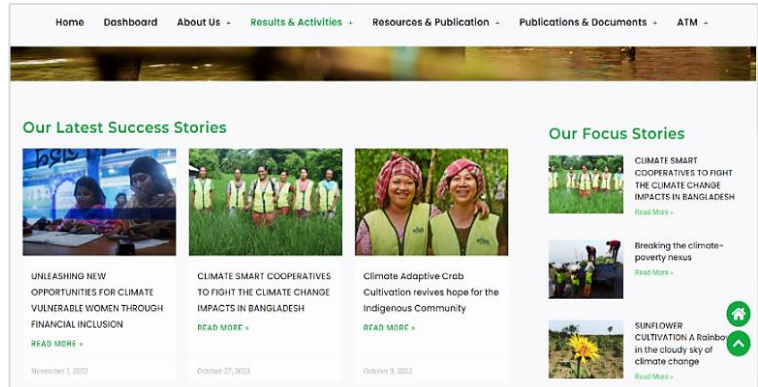 Home Dashboard About Us + Results & Activities + Resources & Publication + Publications & Documents + ATM +
Our Latest Success Stories
UNLEASHING NEW
OPPORTUNITIES FOR CLIMATE
VULNERABLE WOMEN THROUGH
FINANCIAL INCLUSION
READ MORE »
November 1, 2022
CLIMATE SMART COOPERATIVES
TO FIGHT THE CLIMATE CHANGE
IMPACTS IN BANGLADESH
READ MORE »
October 27, 2022
Climate Adaptive Crab
Cultivation revives hope for the
Indigenous Community
READ MORE »
October 3, 2022
Our Focus Stories
CLIMATE SMART
COOPERATIVES TO FIGHT
THE CLIMATE CHANGE
IMPACTS IN BANGLADESH
Read More »
Breaking the climate-
poverty nexus
Read More »
SUNFLOWER
CULTIVATION A Rainbow
in the cloudy sky of
climate change
Read More »